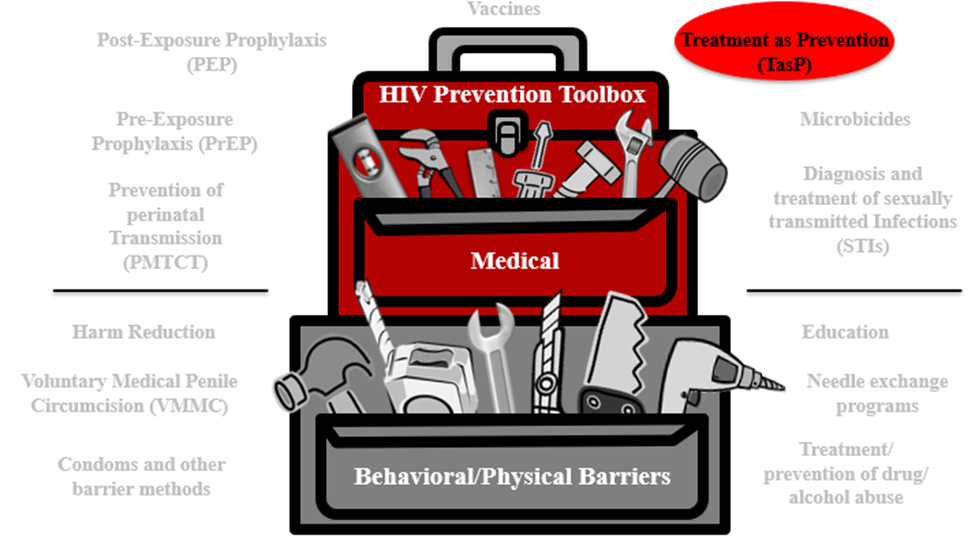 Vaccines
Post-Exposure Prophylaxis
(PEP)
Treatment as Prevention
(TasP)
HIV Prevention Toolbox
Pre-Exposure
Prophylaxis (PrEP)
Microbicides
Prevention of
perinatal
Transmission
(PMTCT)
Diagnosis and
treatment of sexually
transmitted Infections
(STIs)
Medical
Harm Reduction
Education
Voluntary Medical Penile
Circumcision (VMMC)
Needle exchange
programs
Condoms and other
barrier methods
Treatment/
prevention of drug/
alcohol abuse
Behavioral/Physical Barriers